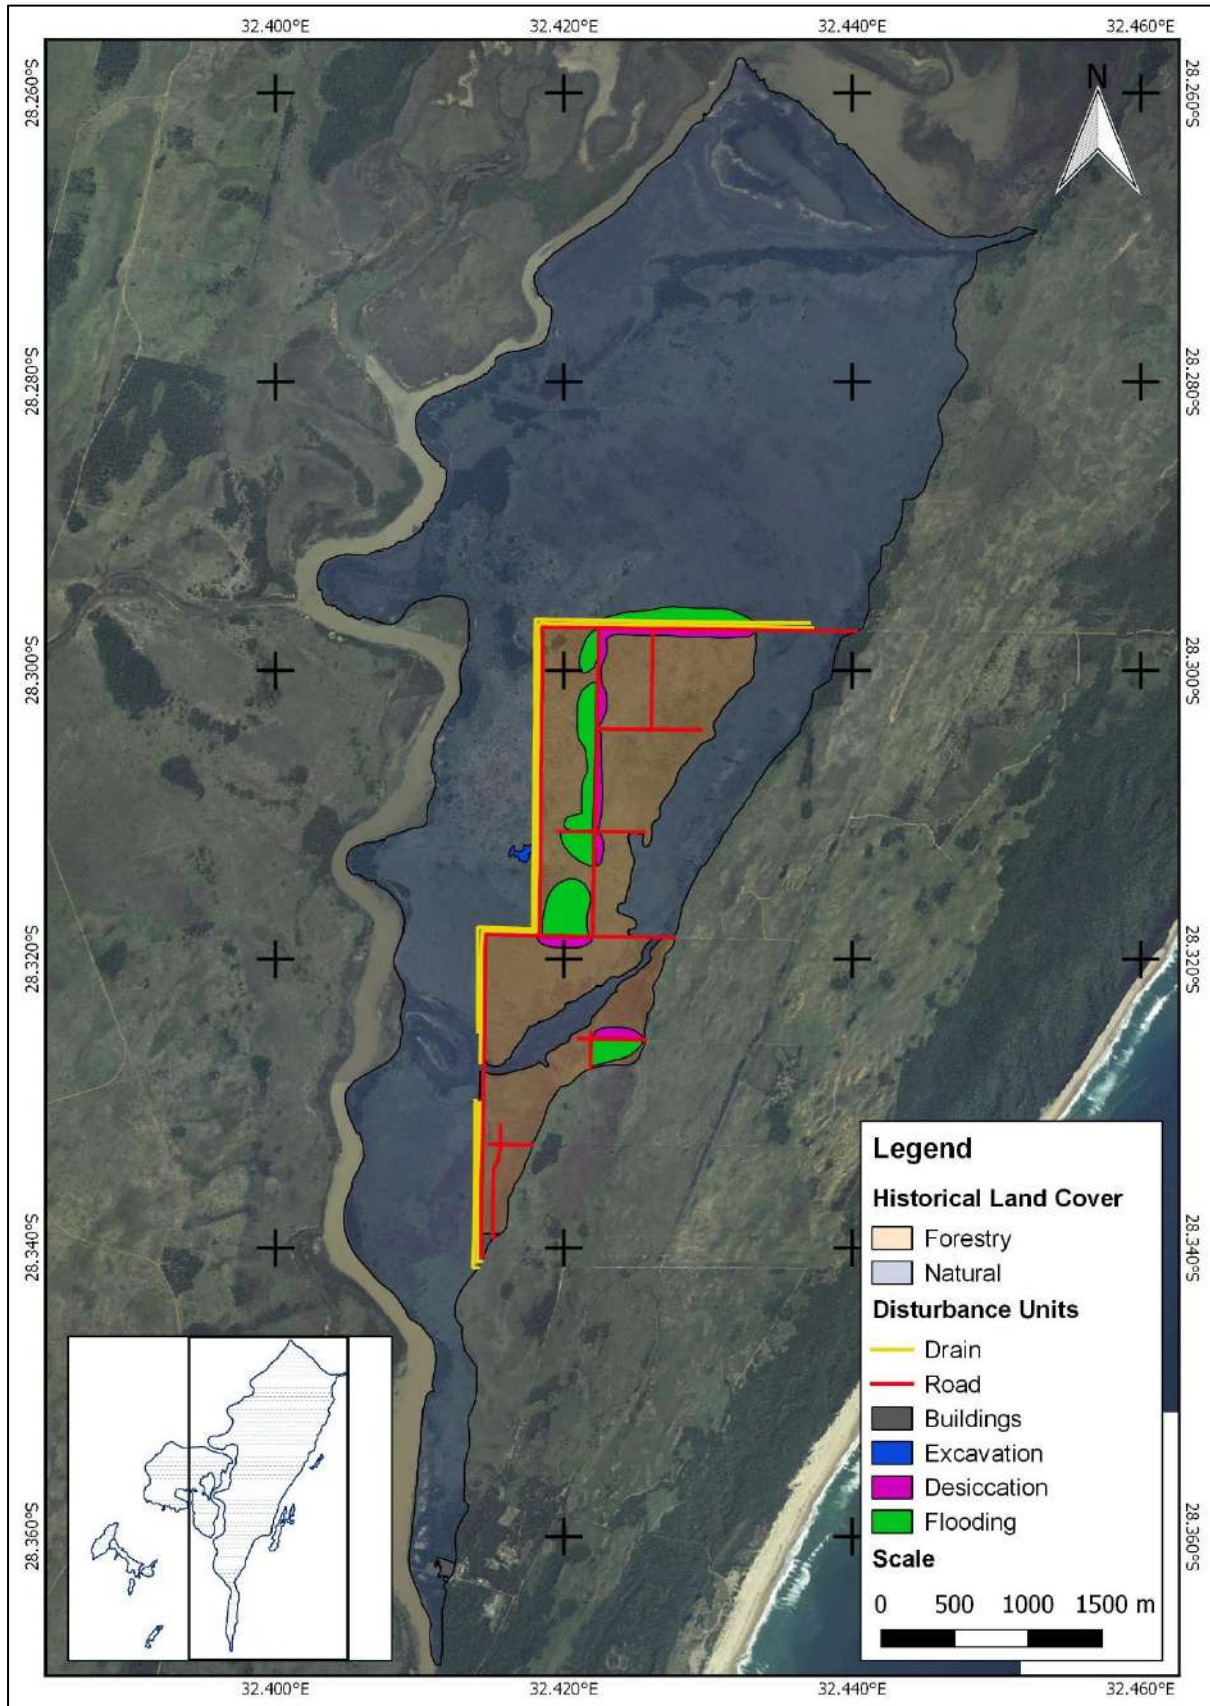 32.400°E 32.420°E 32.440°E 32.460°E
28.260°S 28.260°S
N
28.280°S 28.280°S
28.300°S 28.300°S
28.320°S 28.320°S
28.340°S 28.340°S
28.360°S 28.360°S
Legend
Historical Land Cover
Forestry
Natural
Disturbance Units
Drain
Road
Buildings
Excavation
Desiccation
Flooding
Scale
0 500 1000 1500 m
32.400°E 32.420°E 32.440°E 32.460°E